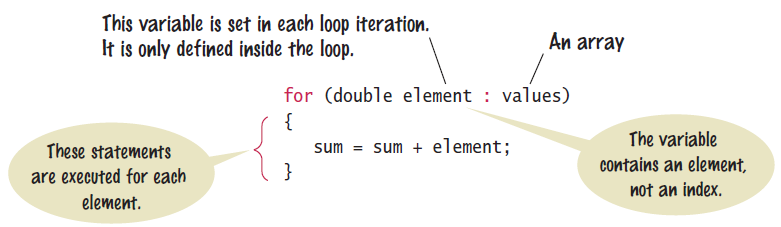 This variable is set in each loop iteration.
It is only defined inside the loop.
An array
for (double element : values)
{
sum = sum + element;
}
These statements
are executed for each
element.
The variable
contains an element,
not an index.